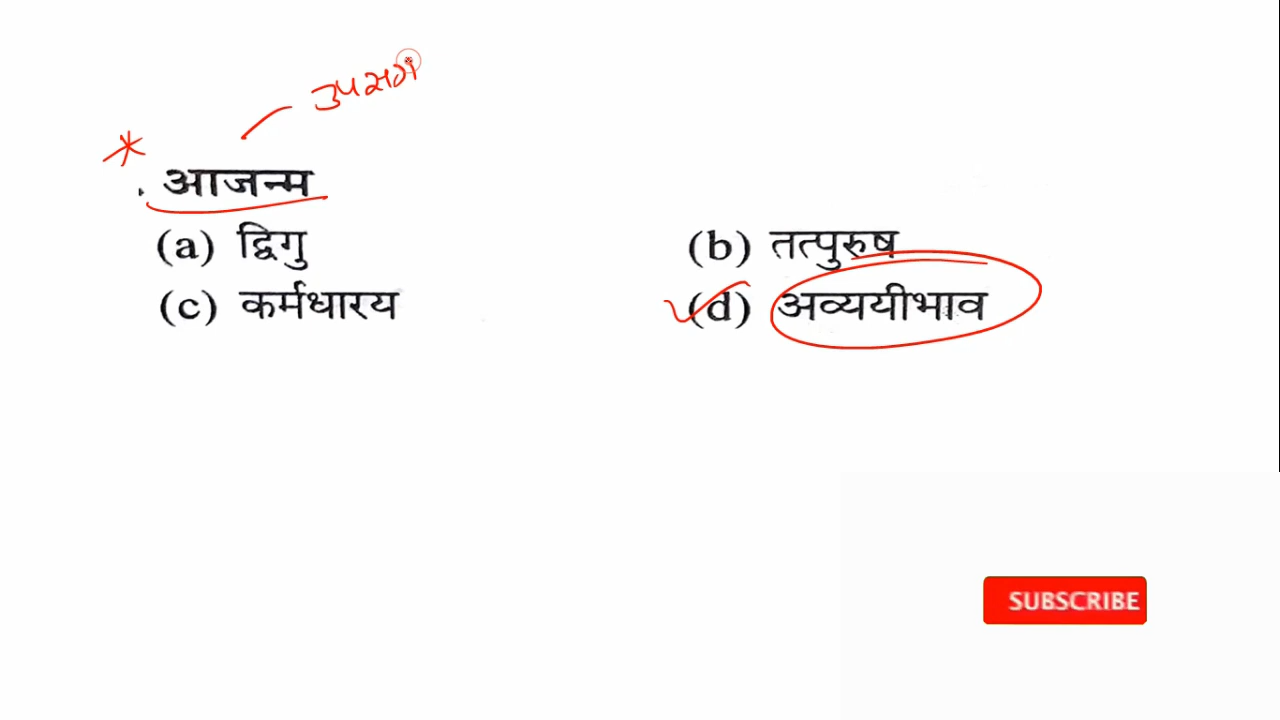 उपसर्ग
* . आजन्म
(a) द्विगु (b) तत्पुरुष
(c) कर्मधारय (d) अव्ययीभाव
SUBSCRIBE